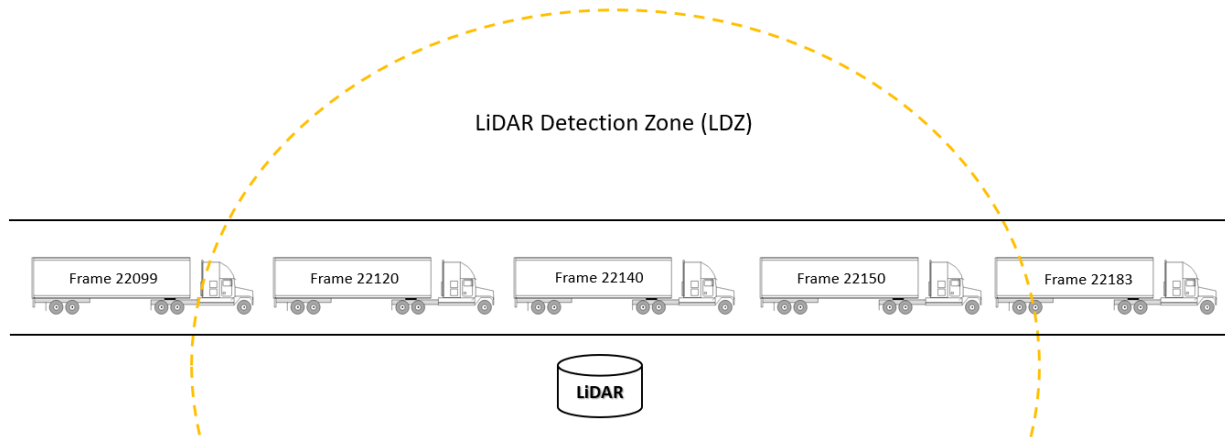 LiDAR Detection Zone (LDZ)
Frame 22099
Frame 22120
Frame 22140
Frame 22150
Frame 22183
LiDAR